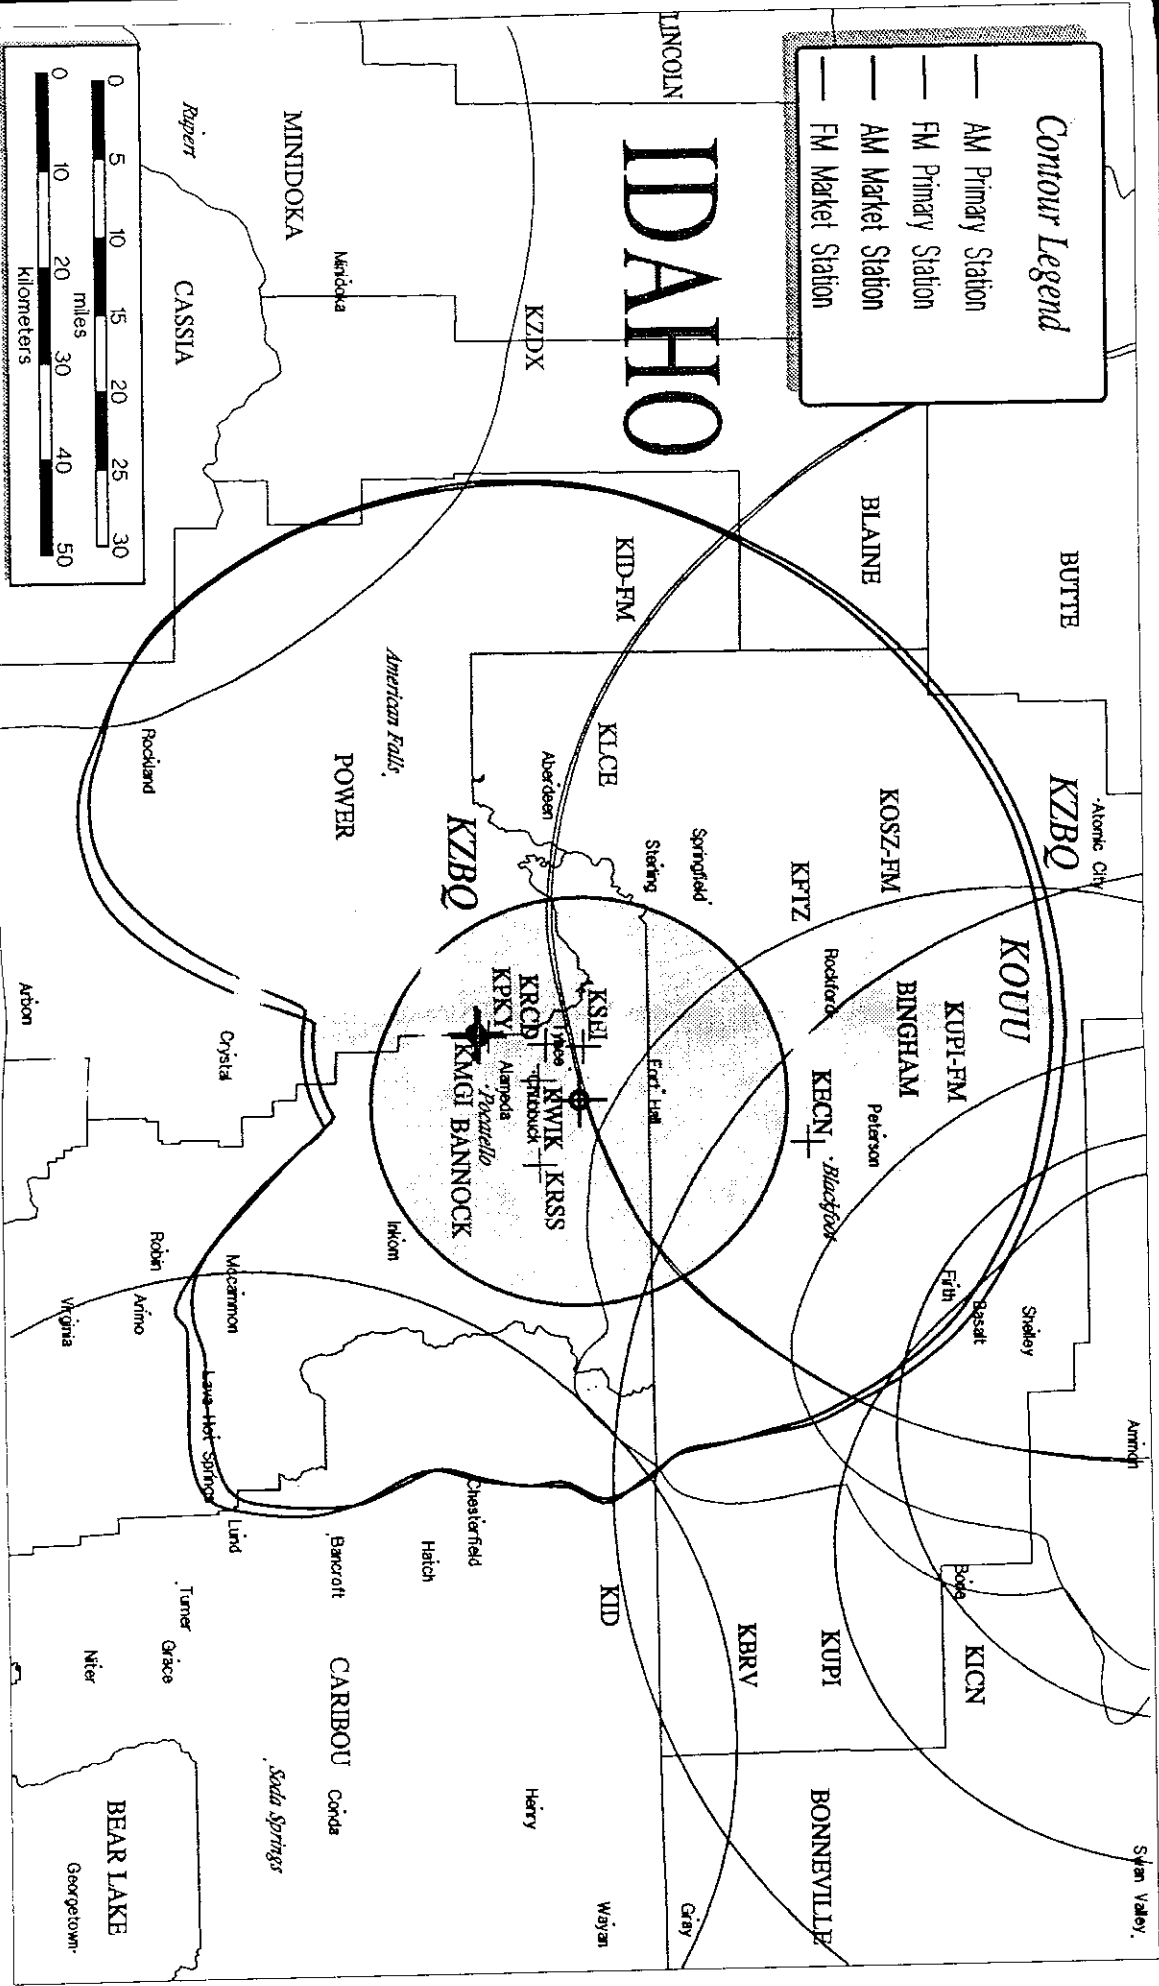 Contour Legend
AM Primary Station
FM Primary Station
AM Market Station
FM Market Station
LINCOLN
IDAHO
MINIDOKA
Rupert
Minidoka
CASSIA
KZDX
0 5 10 15 20 25 30
miles
0 10 20 30 40 50
kilometers
BUTTE
BLAINE
KID-FM
American Falls
Rockland
POWER
KLCE
Aberdeen
KZBQ
Atomic City
KZBQ
KOSZ-FM
KFTZ
Springfield
Sterling
KOUU
KUPI-FM
BINGHAM
Rockford
KSEI
KRCD
KPKY
Tyhee
Fort Hall
KECN
Peterson
Blackfoot
KWIK
Chubbuck
Alameda
Pocatello
KMGI BANNOCK
KRSS
Arbon
Crystal
Inkom
Robin
Mccammon
Arimo
Virginia
Lava Hot Springs
Lund
Firth
Basalt
Shelley
Ammon
Chesterfield
Hatch
Bancroft
Turner
Grace
Niter
KID
KBRV
KUPI
KICN
Bone
CARIBOU
Conda
Soda Springs
Henry
BONNEVILLE
BEAR LAKE
Georgetown
Wayan
Gray
Swan Valley